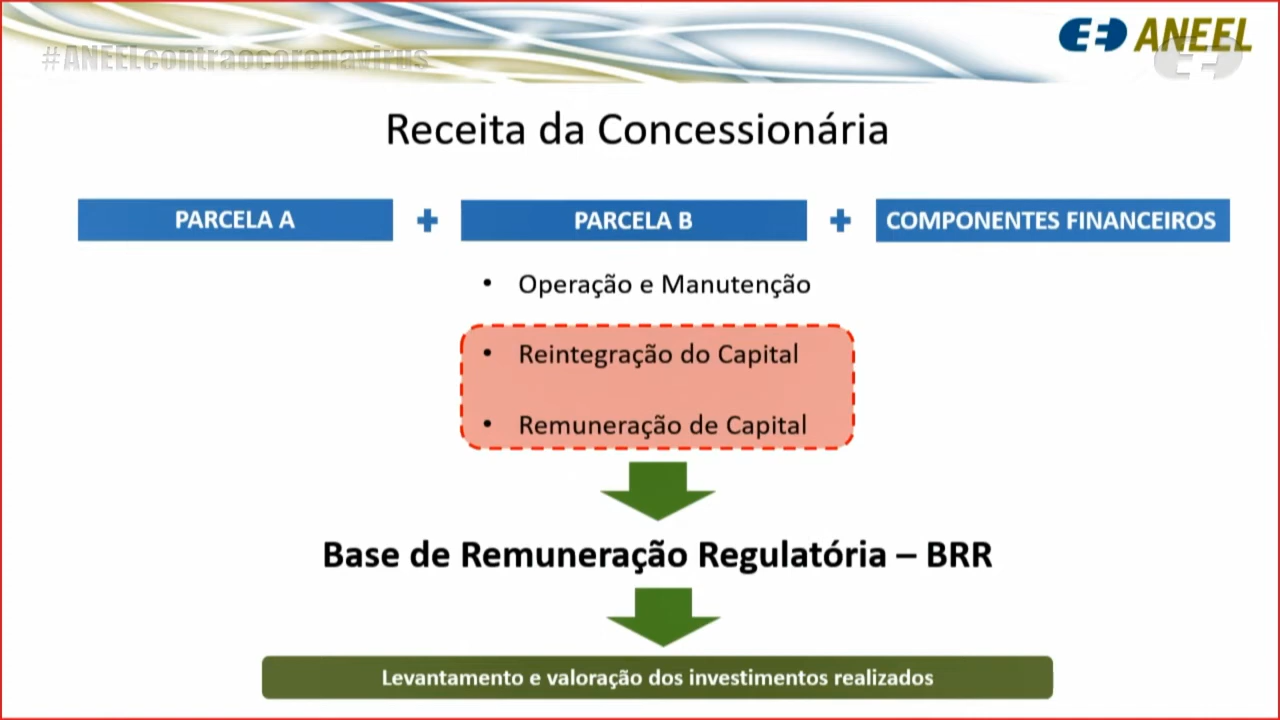 #ANEELcontraocoronavirus
ANEEL
Receita da Concessionária
PARCELA A + PARCELA B + COMPONENTES FINANCEIROS
• Operação e Manutenção
• Reintegração do Capital
• Remuneração de Capital
Base de Remuneração Regulatória – BRR
Levantamento e valoração dos investimentos realizados